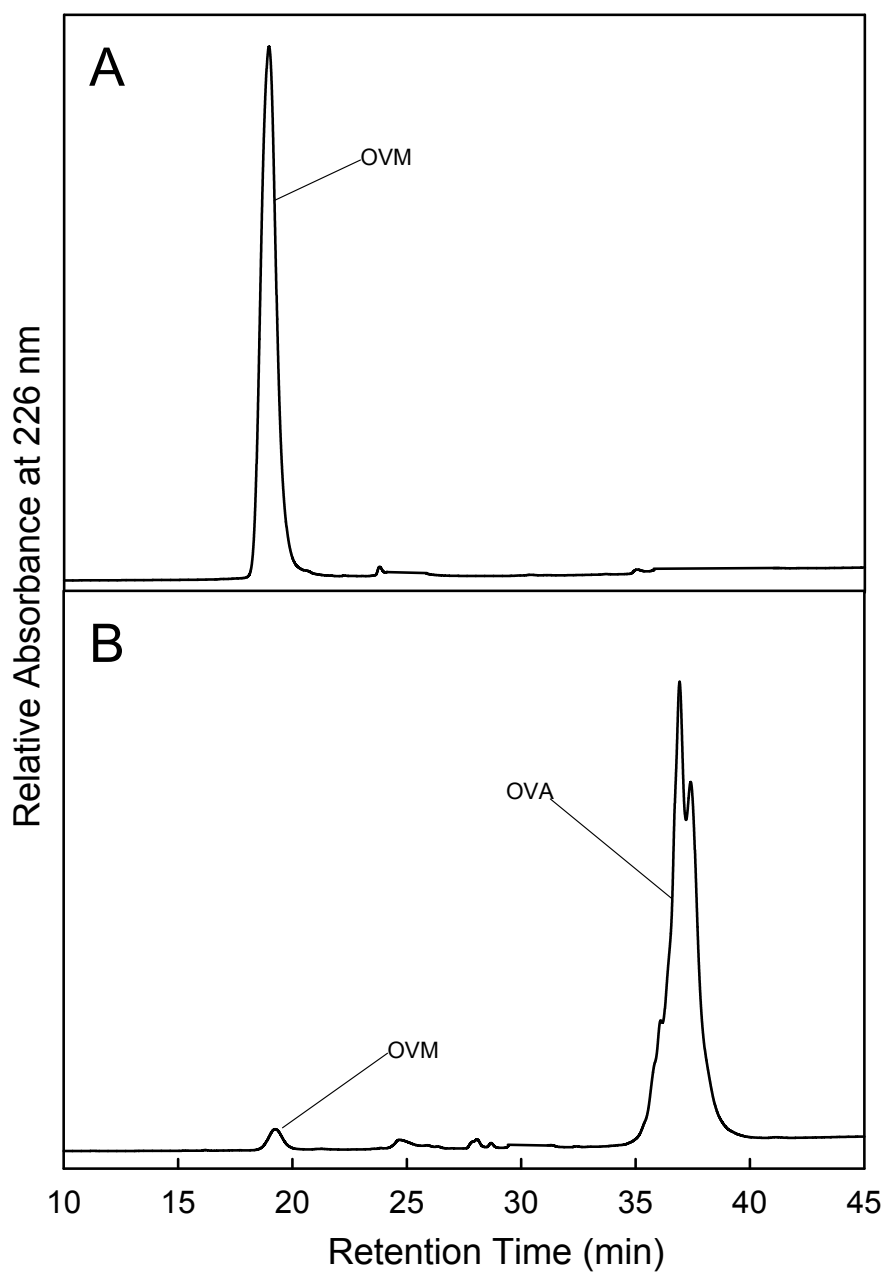 A
OVM
Relative Absorbance at 226 nm
B
OVA
OVM
10 15 20 25 30 35 40 45
Retention Time (min)